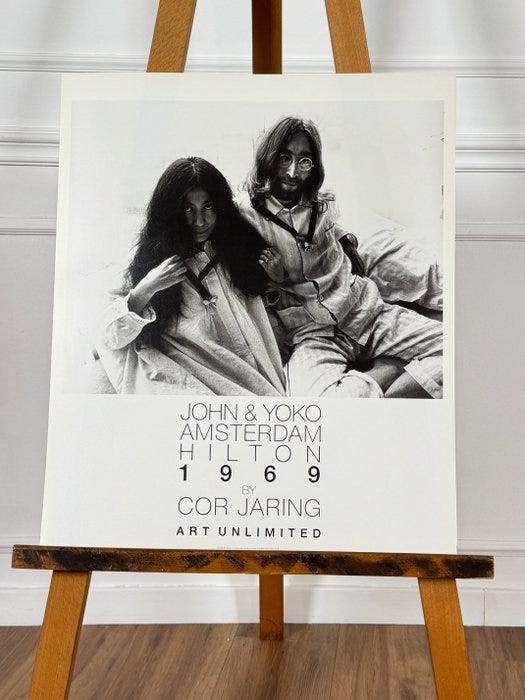 JOHN & YOKO
AMSTERDAM
HILTON
1969
BY
COR JARING
ART UNLIMITED